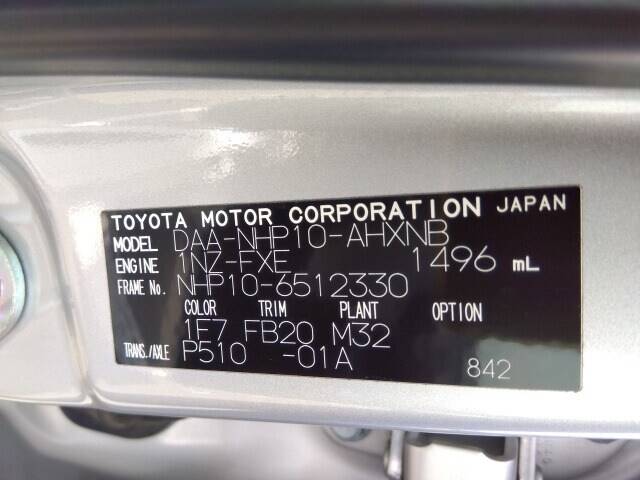 TOYOTA MOTOR CORPORATION JAPAN
MODEL DAA-NHP10-AHXNB
ENGINE 1NZ-FXE 1496 mL
FRAME No. NHP10-6512330
COLOR TRIM PLANT OPTION
1F7 FB20 M32
TRANS./AXLE P510 -01A
842